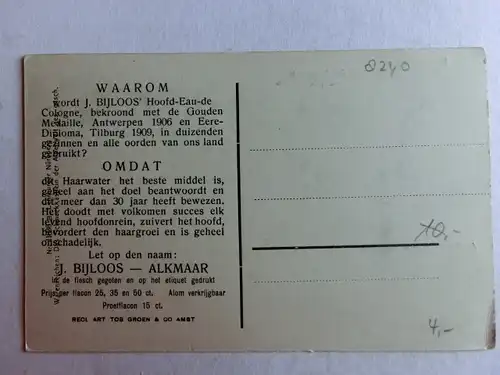 WAAROM
wordt J. BIJLOOS' Hoofd-Eau-de
Cologne, bekroond met de Gouden
Medaille, Antwerpen 1906 en Eere-
Diploma, Tilburg 1909, in duizenden
gezinnen en alle oorden van ons land
gebruikt?
OMDAT
dit Haarwater het beste middel is,
geheel aan het doel beantwoordt en
dit meer dan 30 jaar heeft bewezen.
Het doodt met volkomen succes elk
levend hoofdonrein, zuivert het hoofd,
bevordert den haargroei en is geheel
onschadelijk.
Let op den naam:
J. BIJLOOS — ALKMAAR
in de flesch gegoten en op het etiquet gedrukt
Prijs per flacon 25, 35 en 50 ct. Alom verkrijgbaar
Proefflacon 15 ct.
RECL ART TOS GROEN & CO AMST
0240
10,-
4,-